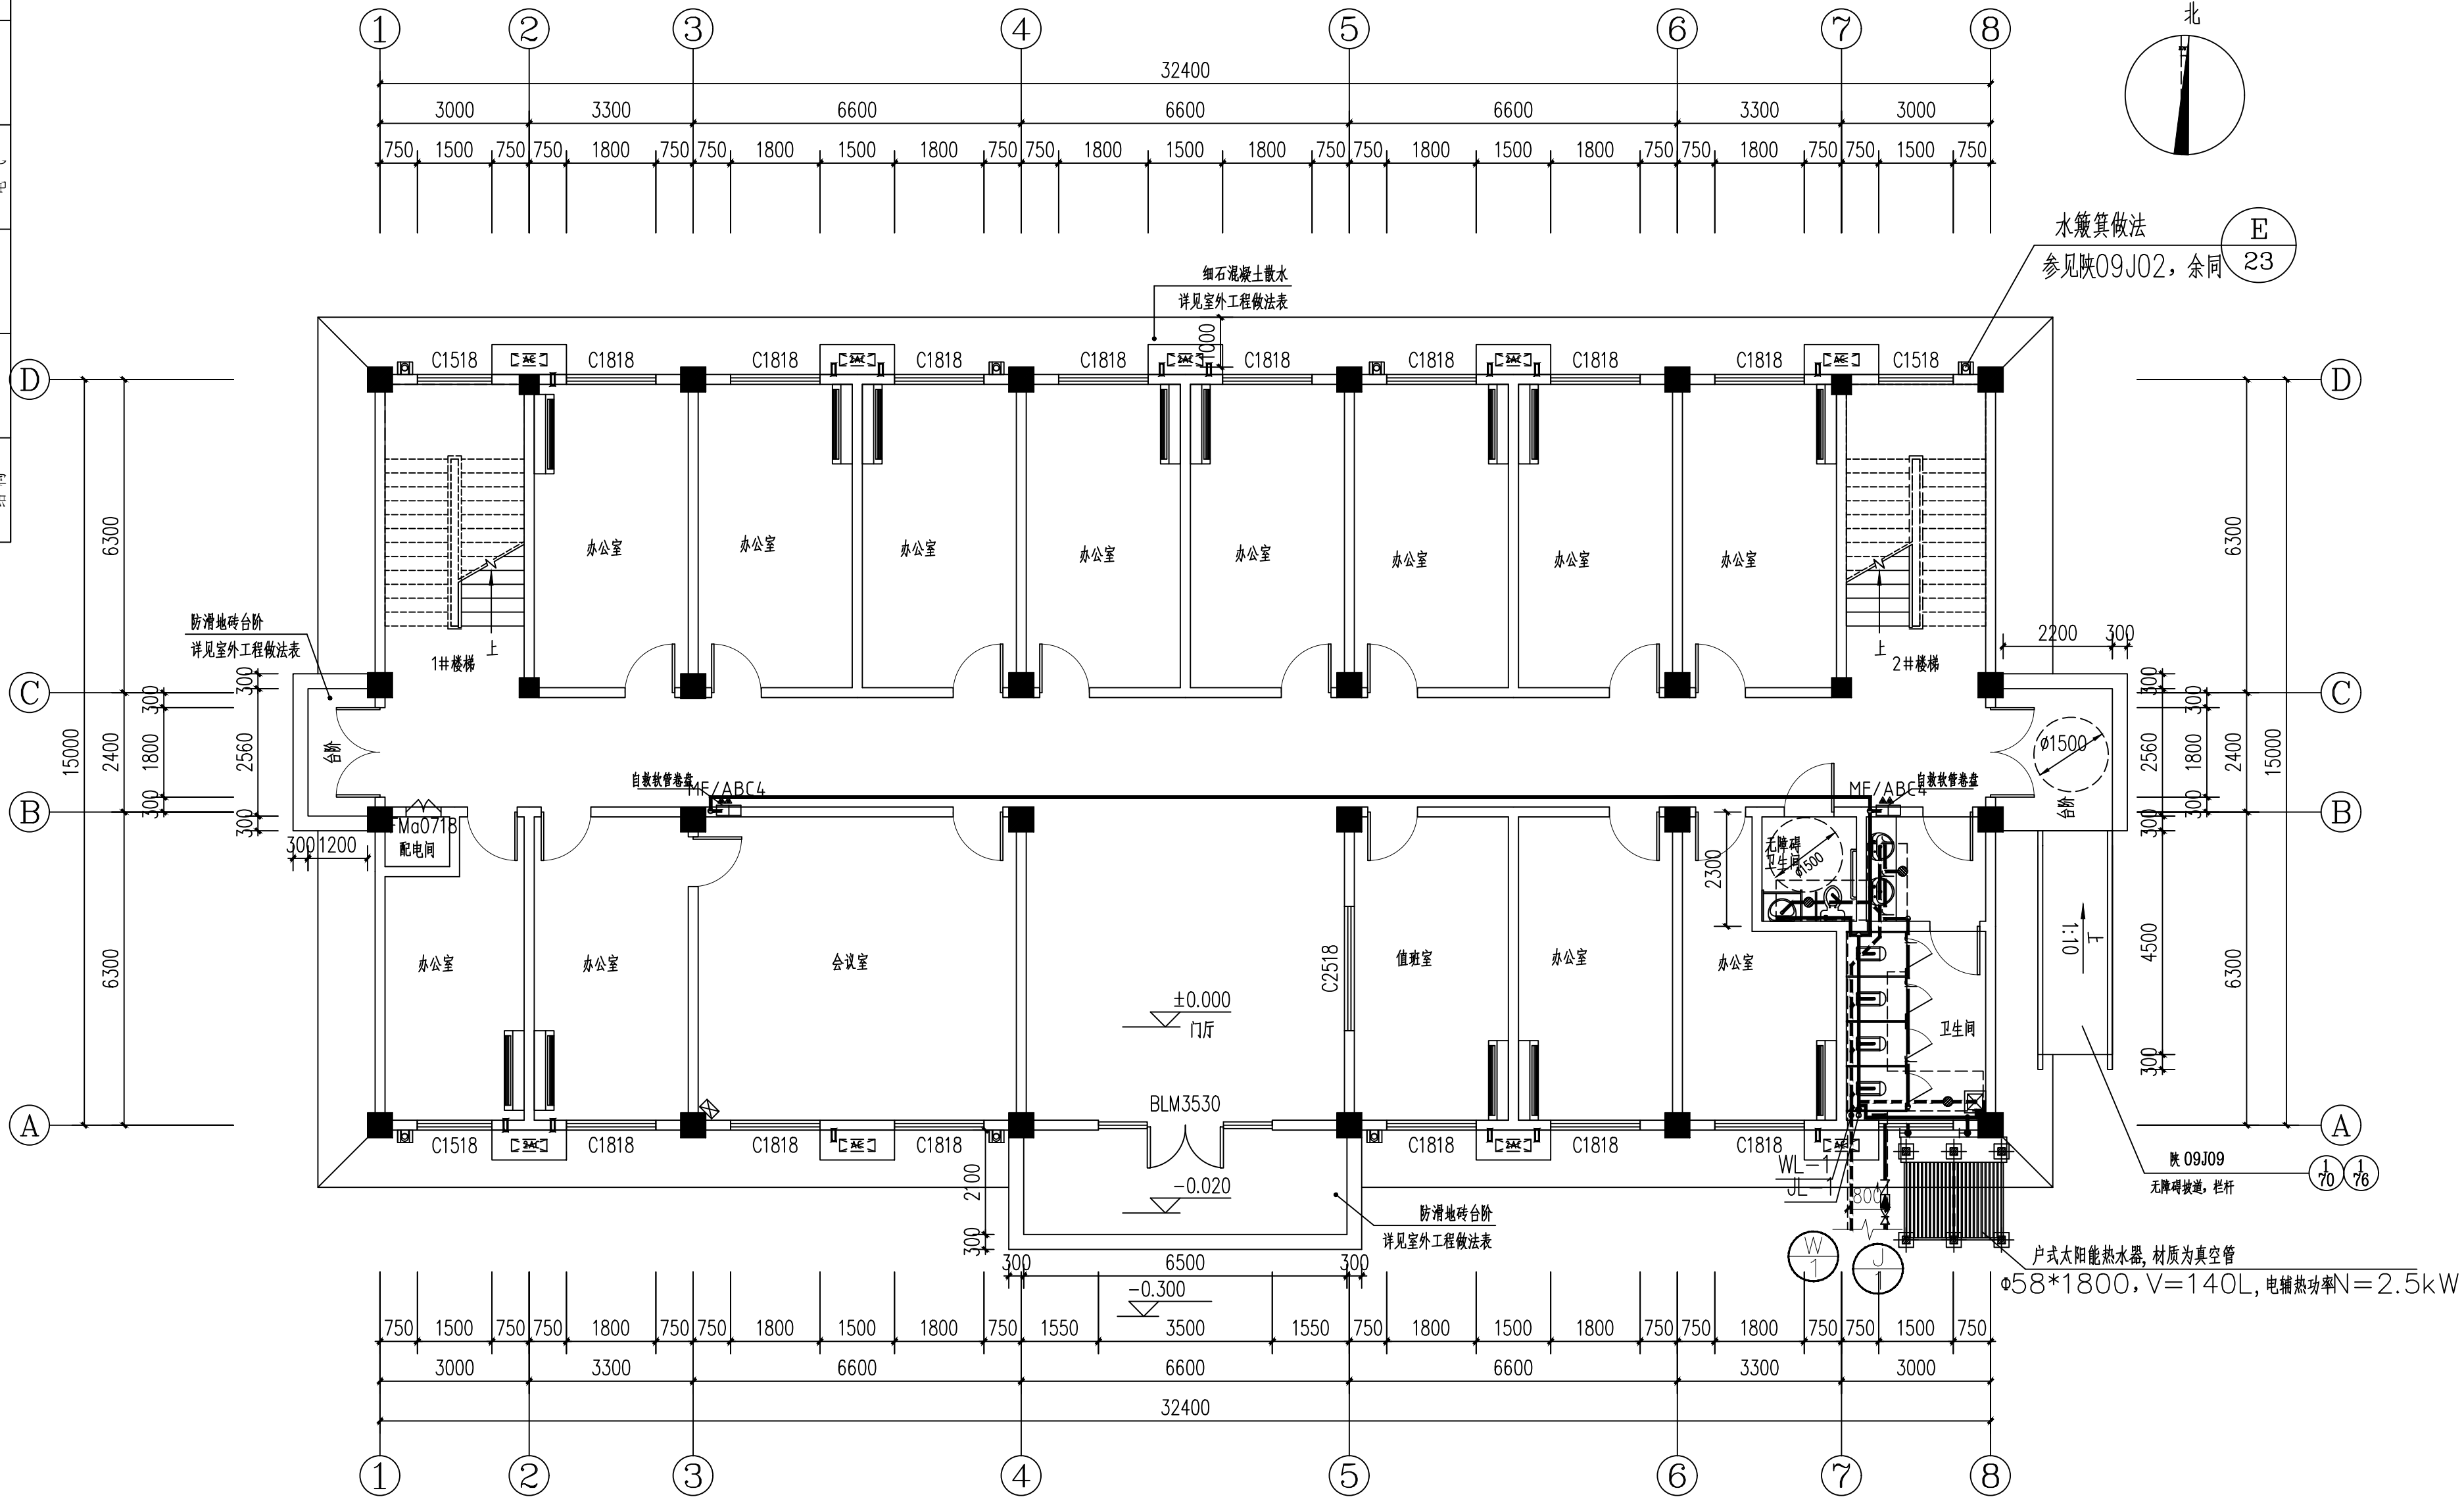 ① ② ③ ④ ⑤ ⑥ ⑦ ⑧
北
32400
3000 3300 6600 6600 6600 3300 3000
750 1500 750 750 1800 750 750 1800 1500 1800 750 750 1800 1500 1800 750 750 1800 1500 1800 750 750 1800 750 750 1500 750
水簸箕做法
参见陕09J02，余同
E
23
细石混凝土散水
详见室外工程做法表
1000
C1518 AC C1818 C1818 2AC C1818 C1818 2AC C1818 C1818 2AC C1818 C1818 AC C1518
D D
6300 6300
办公室 办公室 办公室 办公室 办公室 办公室 办公室 办公室
防滑地砖台阶
详见室外工程做法表
1#楼梯 上
上 2#楼梯
2200 300
C C
15000 2400 300 1800 300 300 2560 300
台阶
ø1500
台阶
300 2560 300 300 1800 300 2400 15000
自救软管卷盘
MF/ABC4
MF/ABC4
自救软管卷盘
B B
FMa0718
配电间
300 1200
无障碍
卫生间
ø1500
2300
6300
办公室 办公室 会议室 C2518 值班室 办公室 办公室
±0.000
门厅
卫生间
1:10 上
4500
300
6300
BLM3530
A A
C1518 2AC C1818 C1818 AC C1818 C1818 2AC C1818 C1818 2AC
2100
300
-0.020
WL-1
JL-1
800
陕 09J09
无障碍坡道，栏杆
1
70
1
76
防滑地砖台阶
详见室外工程做法表
W
1
J
1
户式太阳能热水器，材质为真空管
Φ58*1800，V=140L，电辅热功率N=2.5kW
300 6500 300
-0.300
750 1500 750 750 1800 750 750 1800 1500 1800 750 1550 3500 1550 750 1800 1500 1800 750 750 1800 750 750 1500 750
3000 3300 6600 6600 6600 3300 3000
32400
① ② ③ ④ ⑤ ⑥ ⑦ ⑧